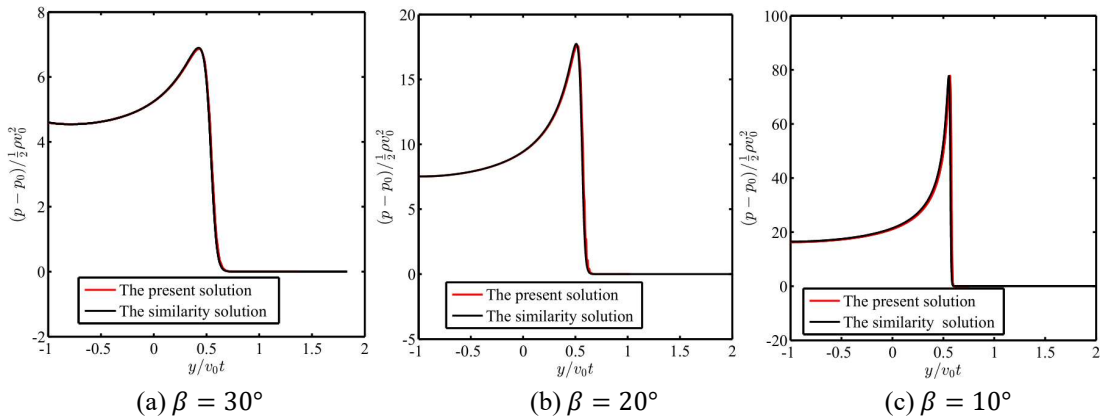 8
6
4
2
0
-2
-1 -0.5 0 0.5 1 1.5 2
(p − p₀)/½ρv₀²
y/v₀t
The present solution
The similarity solution
(a) β = 30°
20
15
10
5
0
-5
-1 -0.5 0 0.5 1 1.5 2
(p − p₀)/½ρv₀²
y/v₀t
The present solution
The similarity solution
(b) β = 20°
100
80
60
40
20
0
-20
-1 -0.5 0 0.5 1 1.5 2
(p − p₀)/½ρv₀²
y/v₀t
The present solution
The similarity solution
(c) β = 10°